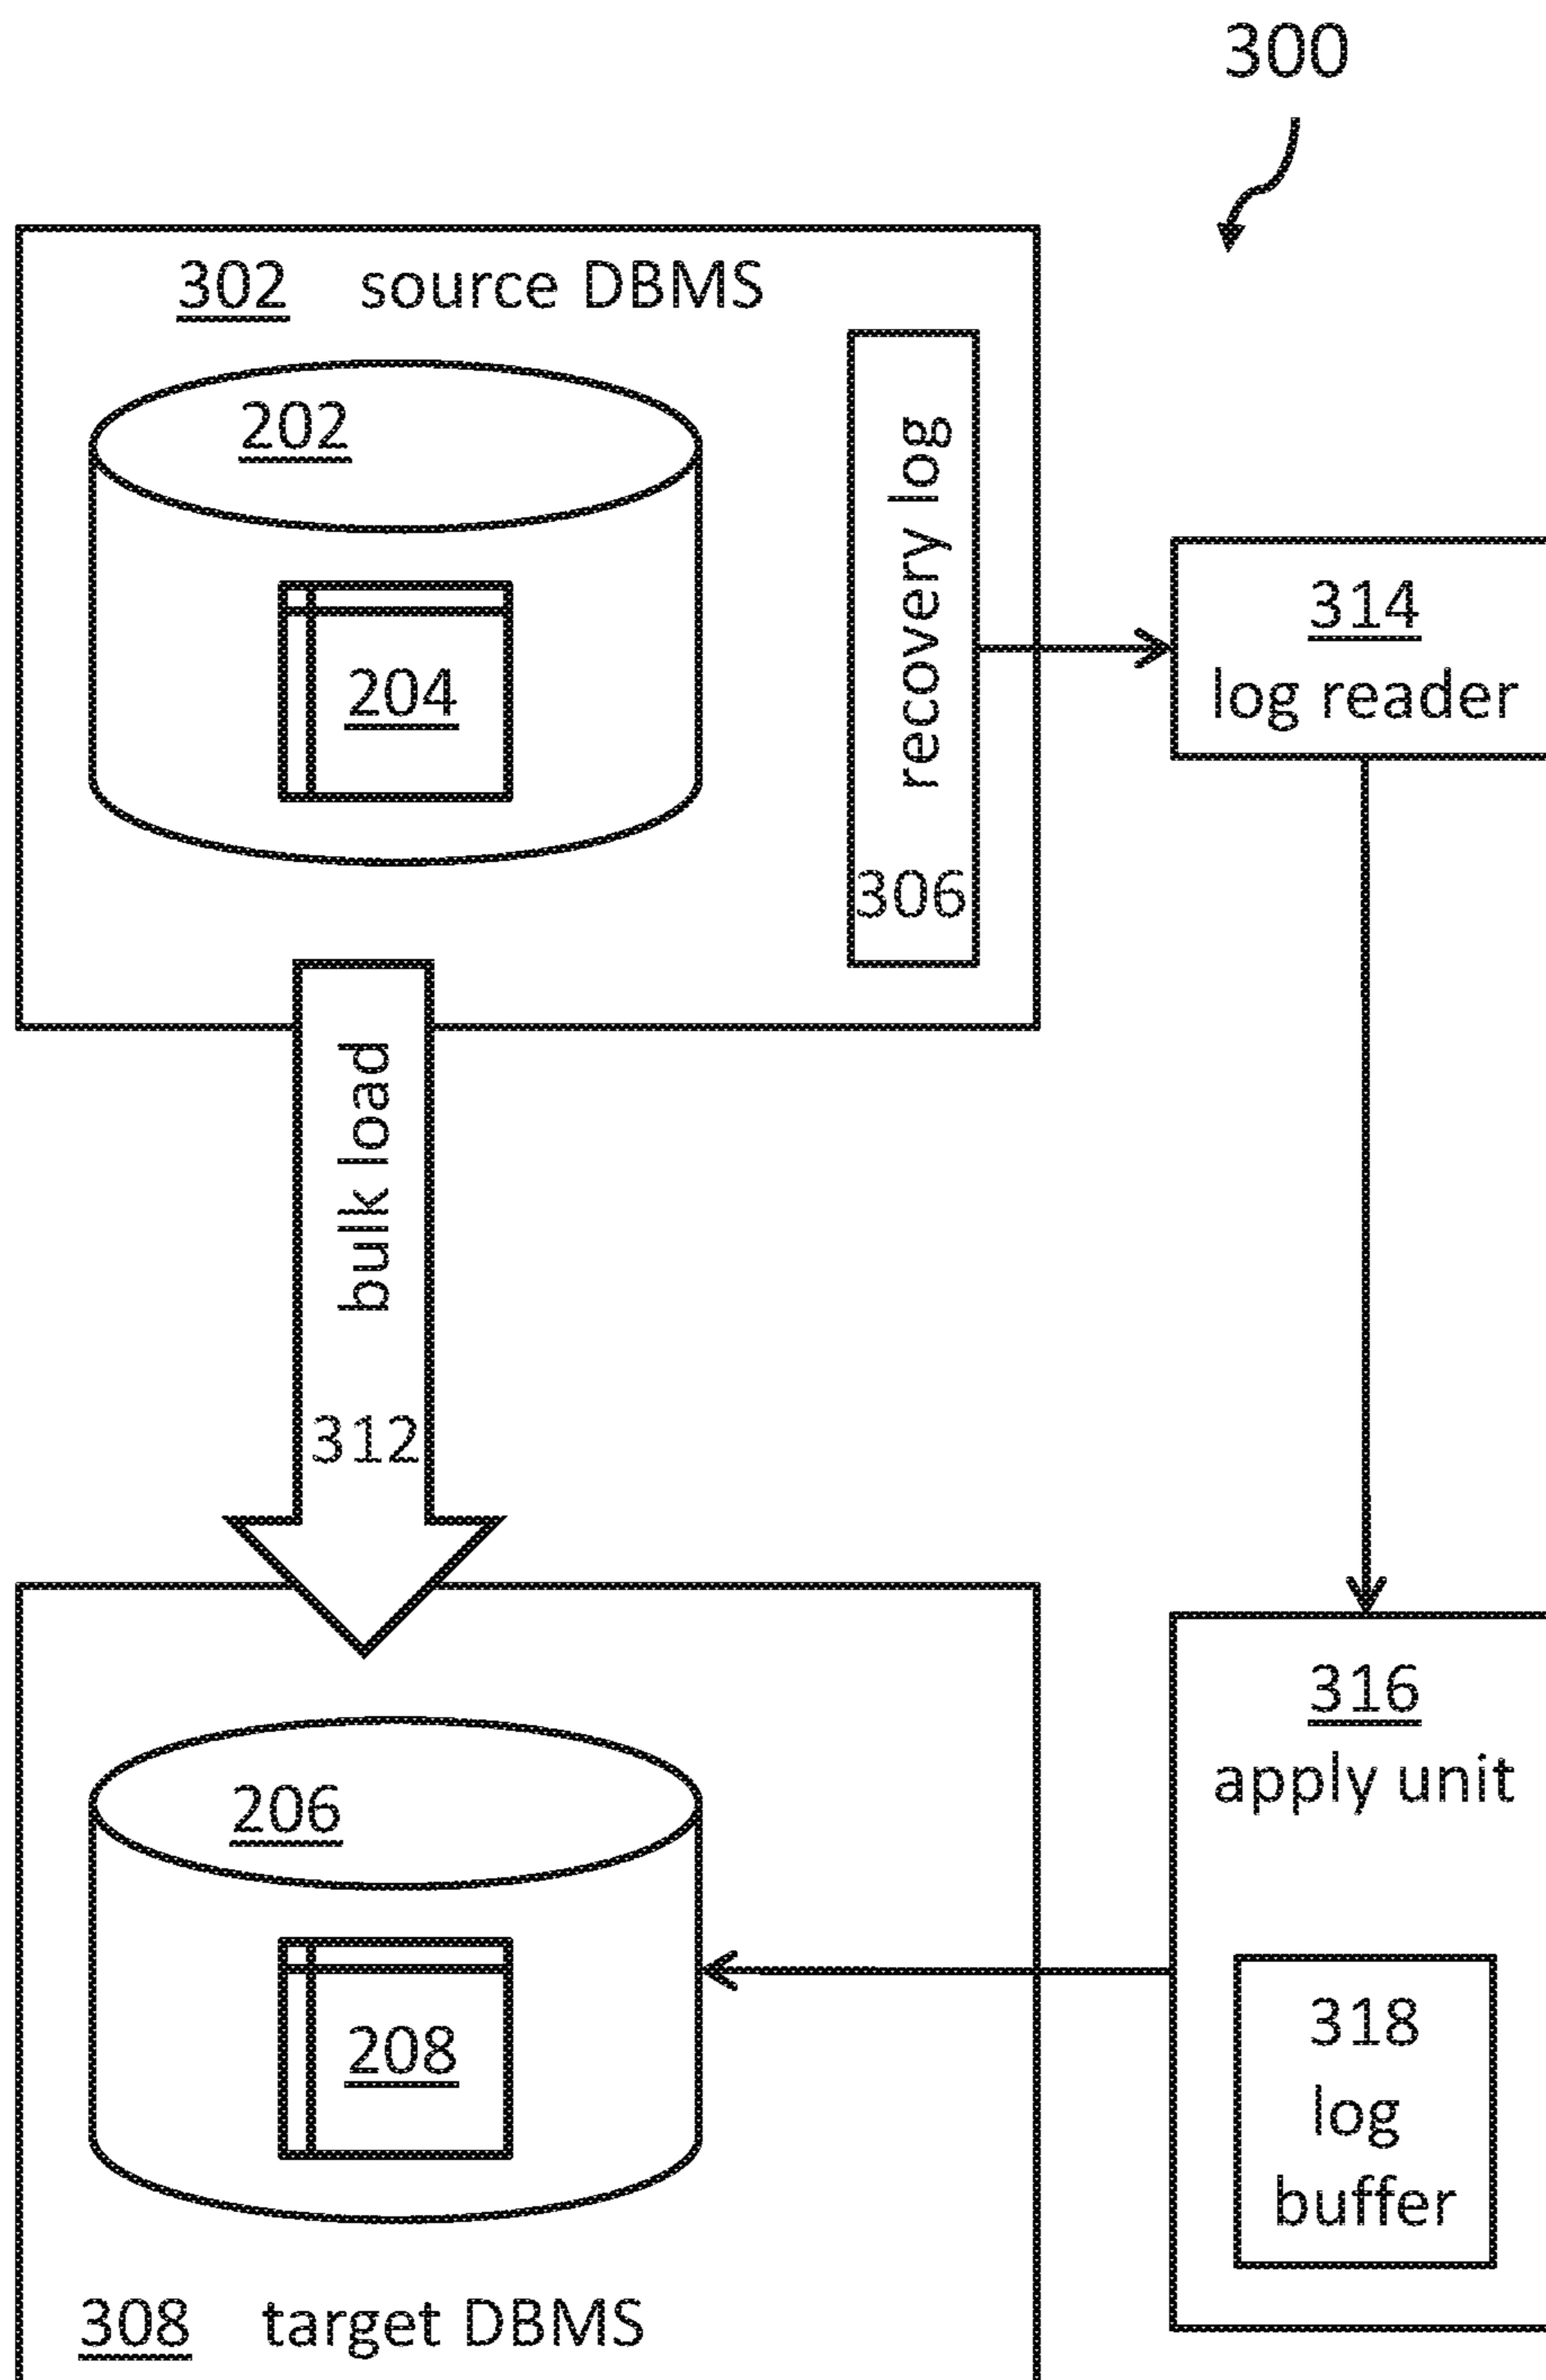 300
302 source DBMS
202
204
recovery log
306
314
log reader
bulk load
312
316
apply unit
206
208
318
log
buffer
308 target DBMS